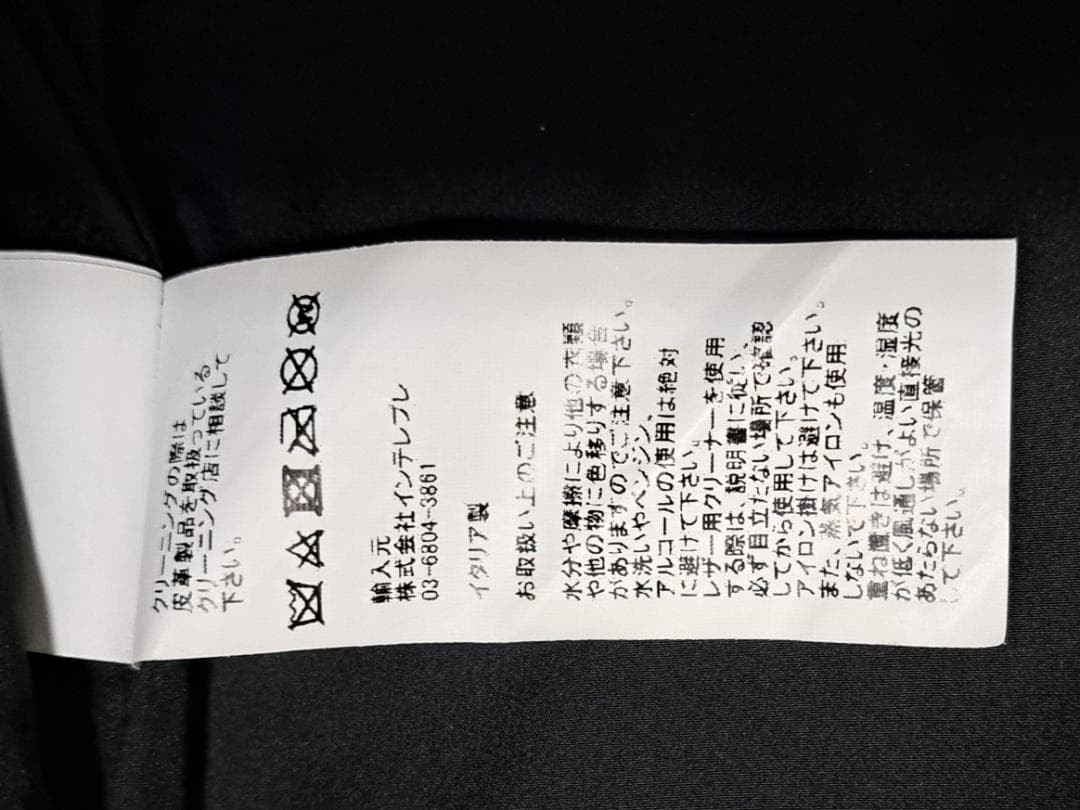 クリーニングの際は
皮革製品を取扱っている
クリーニング店に相談して
下さい。
輸入元
株式会社インテレプレ
03-6804-3861
イタリア製
お取扱い上のご注意
水分や摩擦により他の衣類
や他の物に色移りする場合
がありますのでご注意下さい。
水洗いやベンジン、
アルコールの使用は絶対
に避けて下さい。
レザー用クリーナーを使用
する際は、説明書に従い、
必ず目立たない場所で確認
してから使用して下さい。
アイロン掛けは避けて下さい。
また、蒸気アイロンも使用
しないで下さい。
重ね置きは避け、温度・湿度
が低く風通しがよい直接光の
あたらない場所で保管
して下さい。